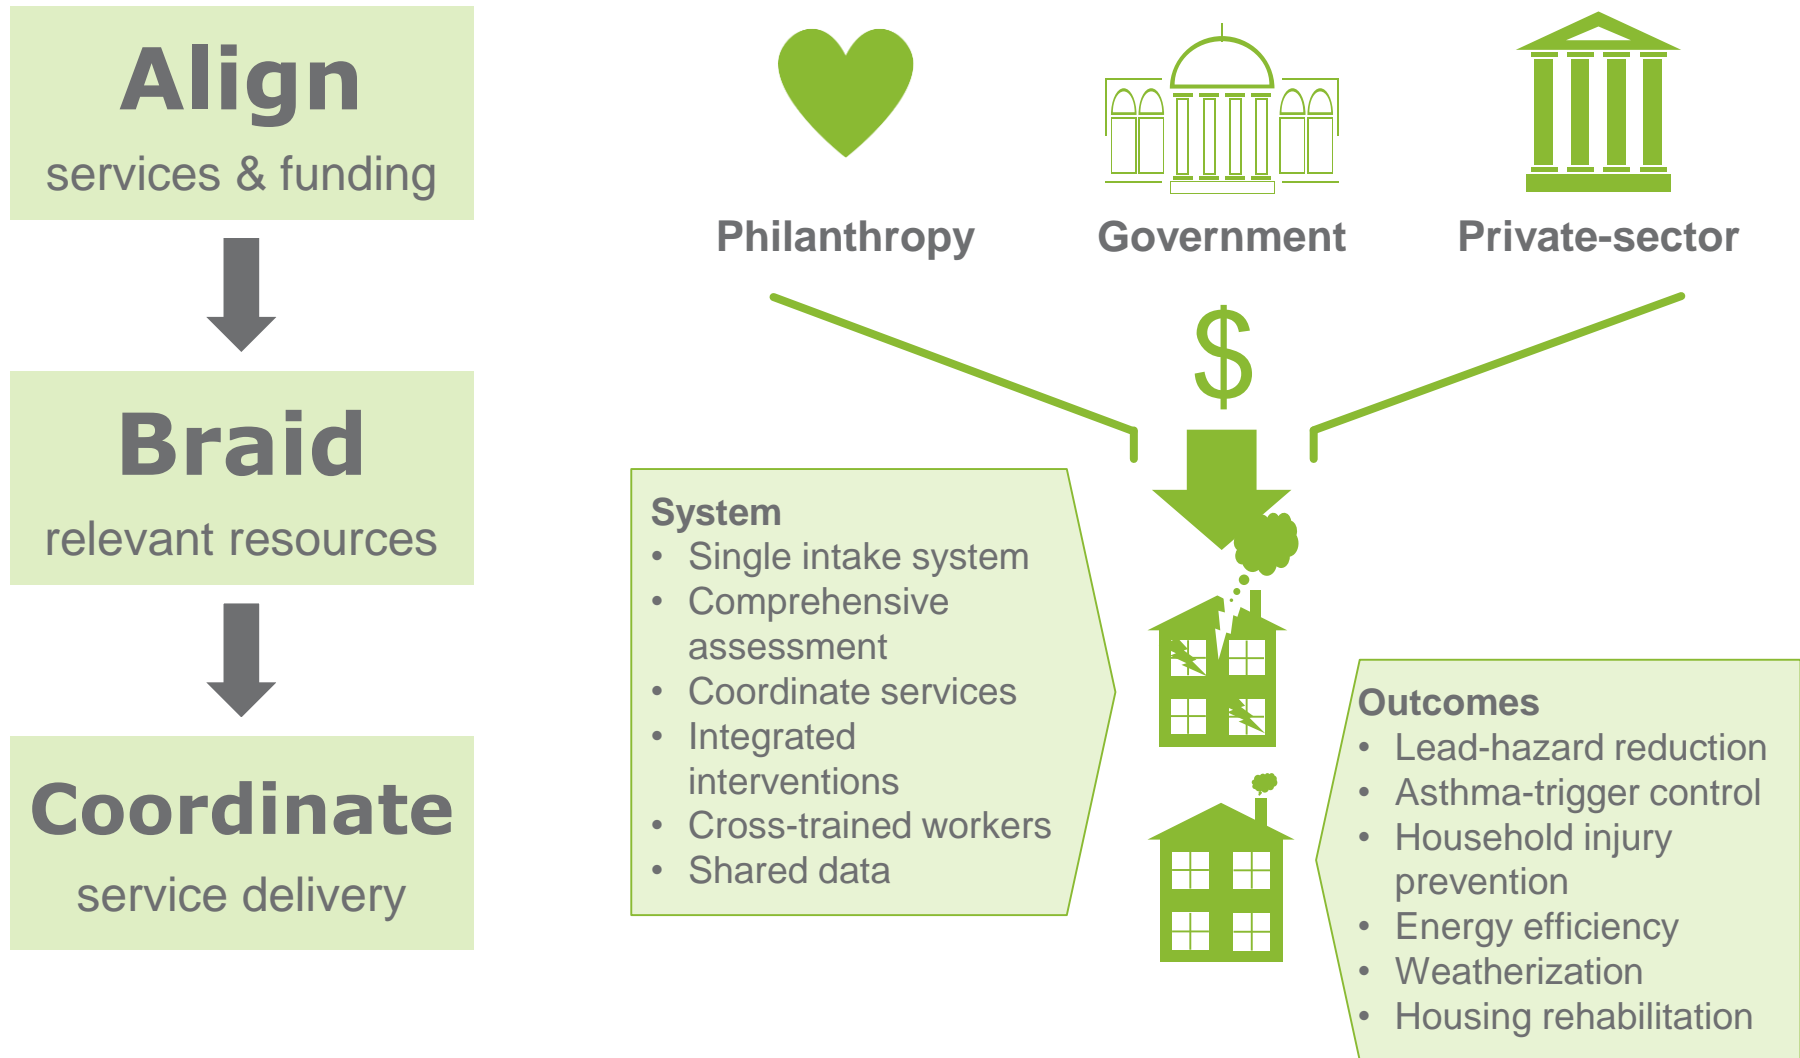 Align
services & funding
Braid
relevant resources
Coordinate
service delivery
Philanthropy
Government
Private-sector
$
System
• Single intake system
• Comprehensive
assessment
• Coordinate services
• Integrated
interventions
• Cross-trained workers
• Shared data
Outcomes
• Lead-hazard reduction
• Asthma-trigger control
• Household injury
prevention
• Energy efficiency
• Weatherization
• Housing rehabilitation